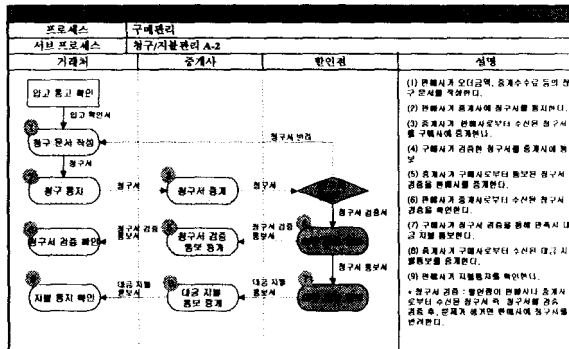 프로세스 구매관리
서브 프로세스 청구/지불관리 A-2
거래처 중계사 할인점 설명
입고 통고 확인
입고 확인서
청구 문서 작성
청구서
청구 통지
청구서
청구서 중계
청구서
청구서 반려
청구서 검증서
청구서 검증 확인
청구서 검증 통보서
청구서 검증 통보 중계
청구서 검증 통보서
청구서 통보서
지불 통지 확인
대금 지불 통보서
대금 지불 통보 중계
대금 지불 통보서
(1) 판매사가 오더금액, 중계수수료 등의 청
구 문서를 작성한다.
(2) 판매사가 중계사에 청구서를 통지한다.
(3) 중계사가 판매사로부터 수신된 청구서
를 구매사에 중계한다.
(4) 구매사가 검증한 청구서를 중계사에 통
보
(5) 중계사가 구매사로부터 통보된 청구서
검증을 판매사를 중계한다.
(6) 판매사가 중계사로부터 수신된 청구서
검증을 확인한다.
(7) 구매사가 청구서 검증을 통해 만족시 대
금 지불 통보한다.
(8) 중계사가 구매사로부터 수신된 대금 지
불통보를 중계한다.
(9) 판매사가 지불통지를 확인한다.
* 청구서 검증 : 할인점이 판매사나 중계사
로부터 수신된 청구서 즉 청구서를 검증
검증 후, 문제가 생기면 판매사에 청구서를
반려한다.